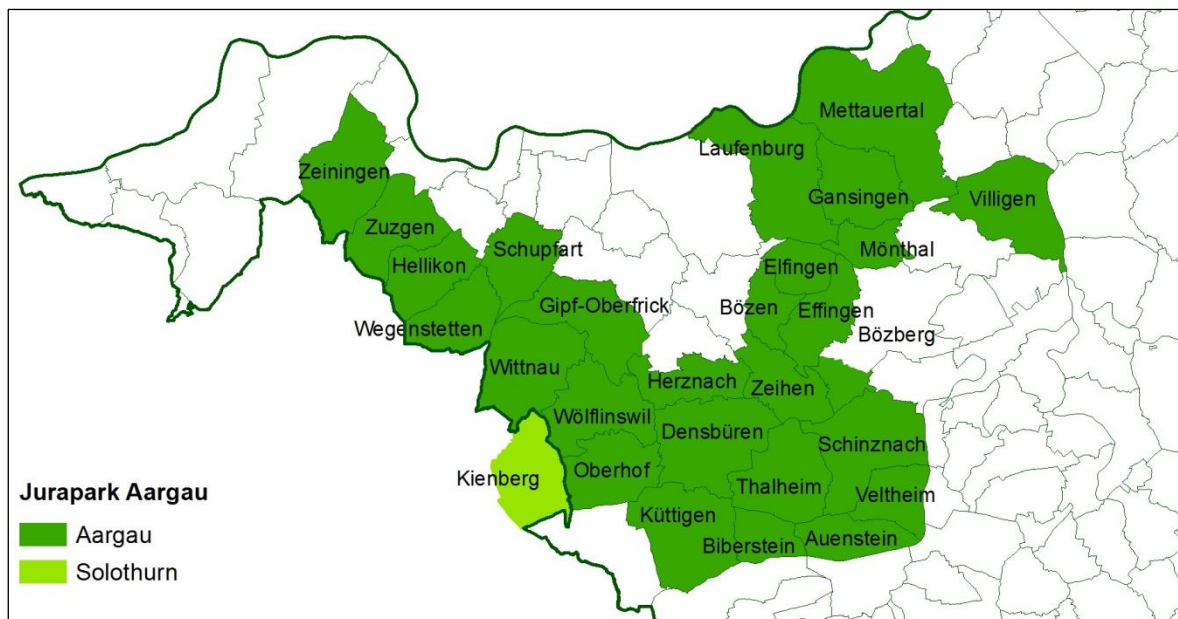 Mettauertal
Laufenburg
Zeiningen
Gansingen
Villigen
Zuzgen
Schupfart
Mönthal
Hellikon
Elfingen
Gipf-Oberfrick
Bözen
Effingen
Wegenstetten
Bözberg
Wittnau
Herznach
Zeihen
Wölflinswil
Densbüren
Schinznach
Kienberg
Oberhof
Thalheim
Veltheim
Jurapark Aargau
Küttigen
Aargau
Biberstein
Auenstein
Solothurn